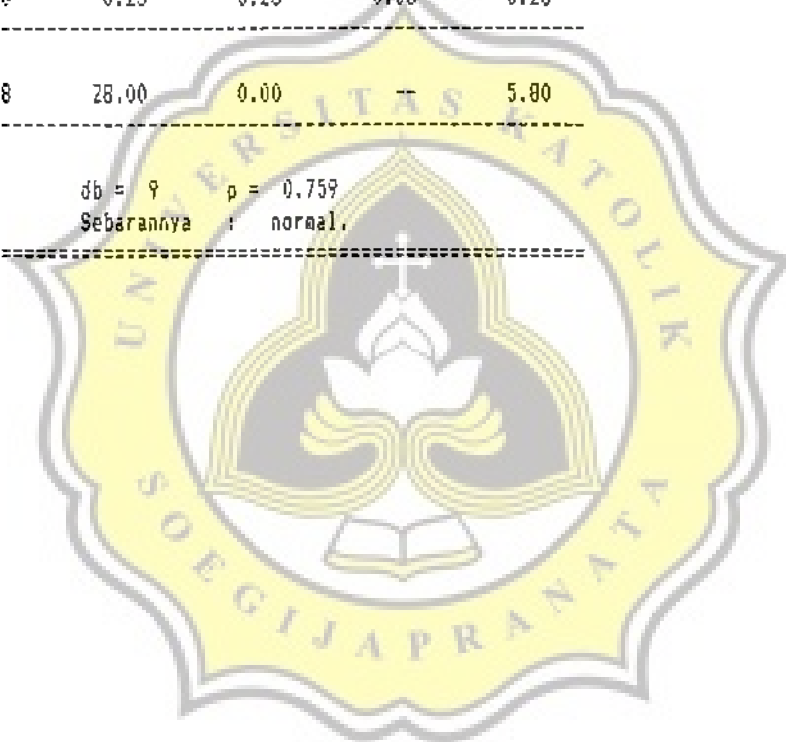 8 28.00 0.00 -- 5.80
db = 9 p = 0.759
Sebarannya : normal.
UNIVERSITAS KATOLIK
SOEGIJAPRANATA